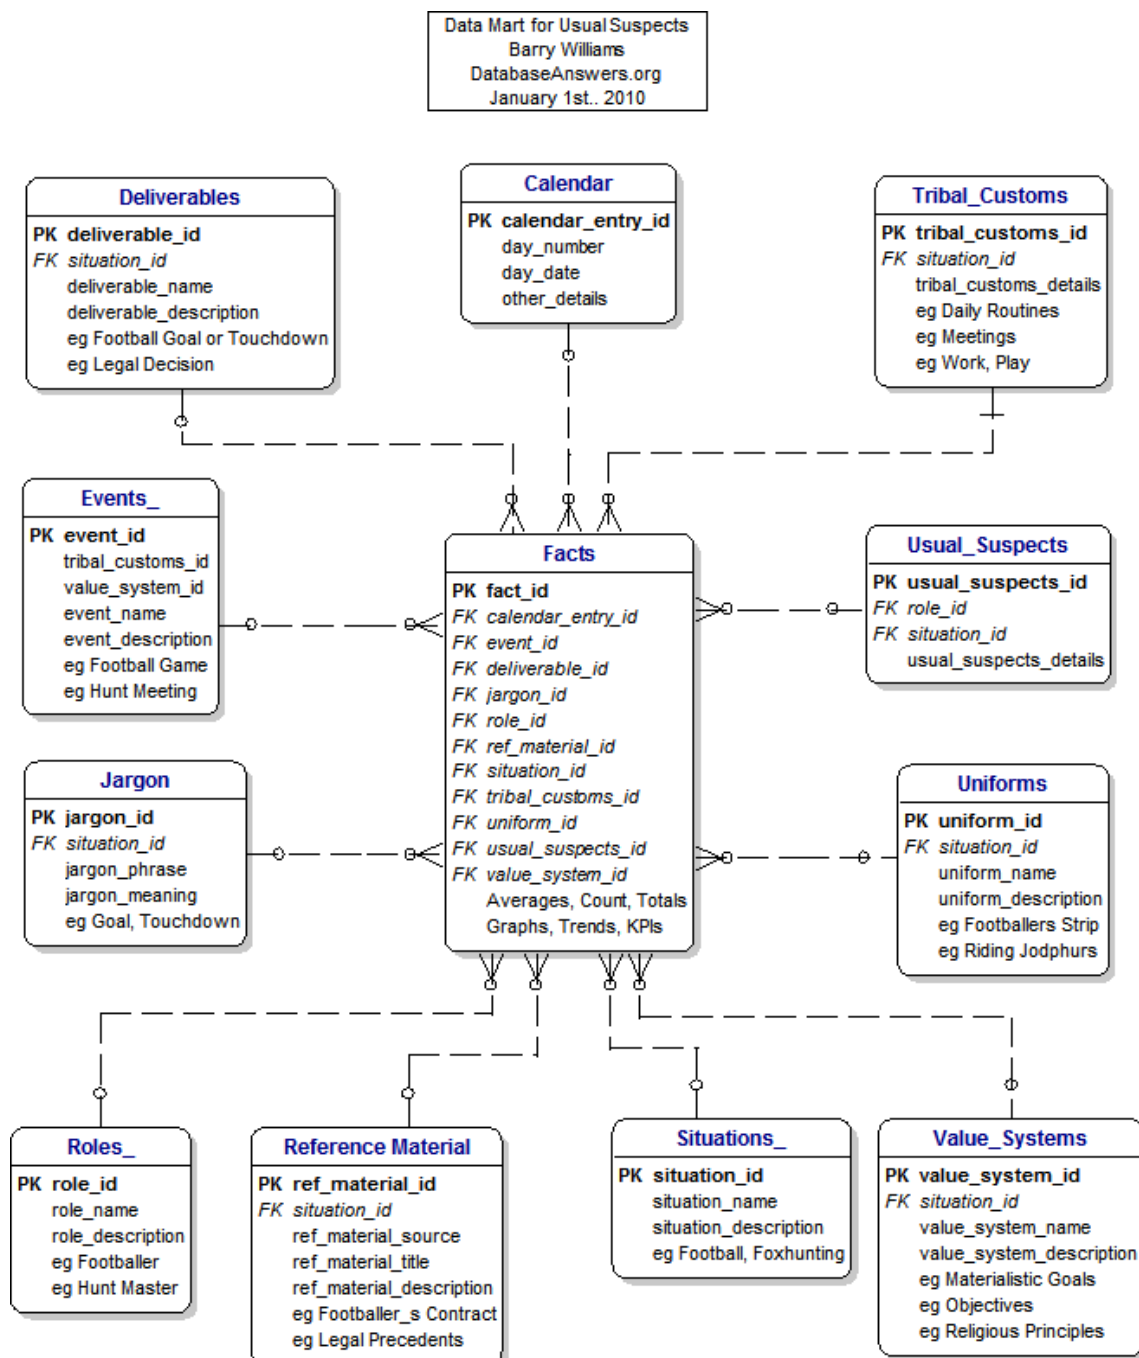 Data Mart for Usual Suspects
Barry Williams
DatabaseAnswers.org
January 1st.. 2010
Deliverables
PK deliverable_id
FK situation_id
deliverable_name
deliverable_description
eg Football Goal or Touchdown
eg Legal Decision
Calendar
PK calendar_entry_id
day_number
day_date
other_details
Tribal_Customs
PK tribal_customs_id
FK situation_id
tribal_customs_details
eg Daily Routines
eg Meetings
eg Work, Play
Events_
PK event_id
tribal_customs_id
value_system_id
event_name
event_description
eg Football Game
eg Hunt Meeting
Facts
PK fact_id
FK calendar_entry_id
FK event_id
FK deliverable_id
FK jargon_id
FK role_id
FK ref_material_id
FK situation_id
FK tribal_customs_id
FK uniform_id
FK usual_suspects_id
FK value_system_id
Averages, Count, Totals
Graphs, Trends, KPIs
Usual_Suspects
PK usual_suspects_id
FK role_id
FK situation_id
usual_suspects_details
Jargon
PK jargon_id
FK situation_id
jargon_phrase
jargon_meaning
eg Goal, Touchdown
Uniforms
PK uniform_id
FK situation_id
uniform_name
uniform_description
eg Footballers Strip
eg Riding Jodphurs
Roles_
PK role_id
role_name
role_description
eg Footballer
eg Hunt Master
Reference Material
PK ref_material_id
FK situation_id
ref_material_source
ref_material_title
ref_material_description
eg Footballer_s Contract
eg Legal Precedents
Situations_
PK situation_id
situation_name
situation_description
eg Football, Foxhunting
Value_Systems
PK value_system_id
FK situation_id
value_system_name
value_system_description
eg Materialistic Goals
eg Objectives
eg Religious Principles